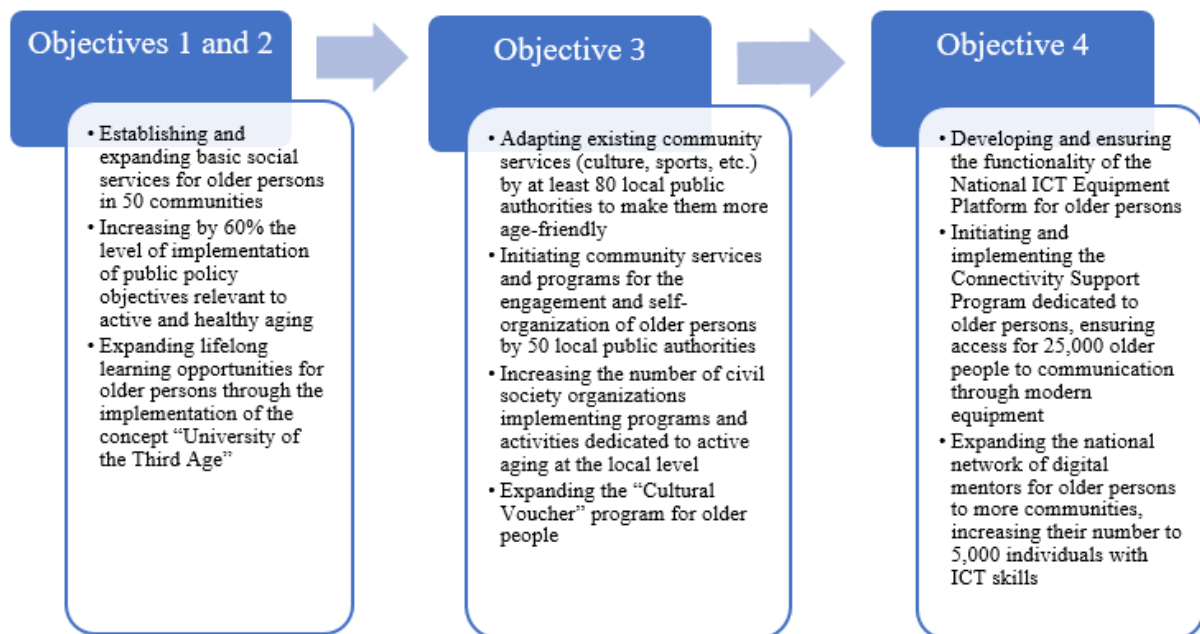 Objectives 1 and 2
• Establishing and
expanding basic social
services for older persons
in 50 communities
• Increasing by 60% the
level of implementation
of public policy
objectives relevant to
active and healthy aging
• Expanding lifelong
learning opportunities for
older persons through the
implementation of the
concept “University of
the Third Age”
Objective 3
• Adapting existing community
services (culture, sports, etc.)
by at least 80 local public
authorities to make them more
age-friendly
• Initiating community services
and programs for the
engagement and self-
organization of older persons
by 50 local public authorities
• Increasing the number of civil
society organizations
implementing programs and
activities dedicated to active
aging at the local level
• Expanding the “Cultural
Voucher” program for older
people
Objective 4
• Developing and ensuring
the functionality of the
National ICT Equipment
Platform for older persons
• Initiating and
implementing the
Connectivity Support
Program dedicated to
older persons, ensuring
access for 25,000 older
people to communication
through modern
equipment
• Expanding the national
network of digital
mentors for older persons
to more communities,
increasing their number to
5,000 individuals with
ICT skills